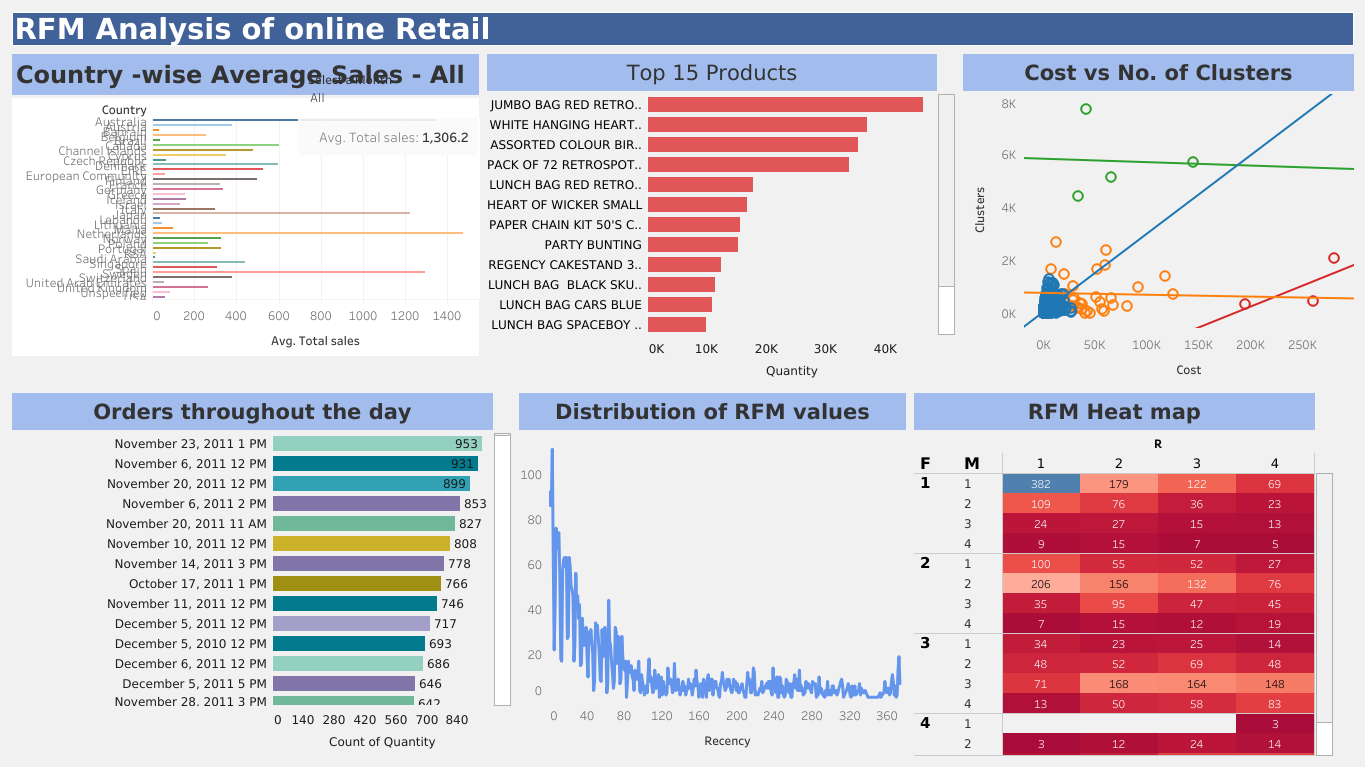 RFM Analysis of online Retail
Country -wise Average Sales - All
All
Country
Australia
Austria
Canada
Channel Islands
Cyprus
Czech Republic
European Community
Germany
Greece
Iceland
Italy
Lebanon
Lithuania
Netherlands
Norway
Poland
Portugal
Saudi Arabia
Singapore
Switzerland
United Arab Emirates
United Kingdom
Unspecified
USA
Avg. Total sales: 1,306.2
0 200 400 600 800 1000 1200 1400
Avg. Total sales
Top 15 Products
JUMBO BAG RED RETRO..
WHITE HANGING HEART..
ASSORTED COLOUR BIR..
PACK OF 72 RETROSPOT..
LUNCH BAG RED RETRO..
HEART OF WICKER SMALL
PAPER CHAIN KIT 50'S C..
PARTY BUNTING
REGENCY CAKESTAND 3..
LUNCH BAG  BLACK SKU..
LUNCH BAG CARS BLUE
LUNCH BAG SPACEBOY ..
0K 10K 20K 30K 40K
Quantity
Cost vs No. of Clusters
Clusters
8K
6K
4K
2K
0K
0K 50K 100K 150K 200K 250K
Cost
Orders throughout the day
November 23, 2011 1 PM 953
November 6, 2011 12 PM 931
November 20, 2011 12 PM 899
November 6, 2011 2 PM 853
November 20, 2011 11 AM 827
November 10, 2011 12 PM 808
November 14, 2011 3 PM 778
October 17, 2011 1 PM 766
November 11, 2011 12 PM 746
December 5, 2011 12 PM 717
December 5, 2010 12 PM 693
December 6, 2011 12 PM 686
December 5, 2011 5 PM 646
November 28, 2011 3 PM 642
0 140 280 420 560 700 840
Count of Quantity
Distribution of RFM values
100
80
60
40
20
0
0 40 80 120 160 200 240 280 320 360
Recency
RFM Heat map
R
F M 1 2 3 4
1 1 382 179 122 69
2 109 76 36 23
3 24 27 15 13
4 9 15 7 5
2 1 100 55 52 27
2 206 156 132 76
3 35 95 47 45
4 7 15 12 19
3 1 34 23 25 14
2 48 52 69 48
3 71 168 164 148
4 13 50 58 83
4 1 3
2 3 12 24 14